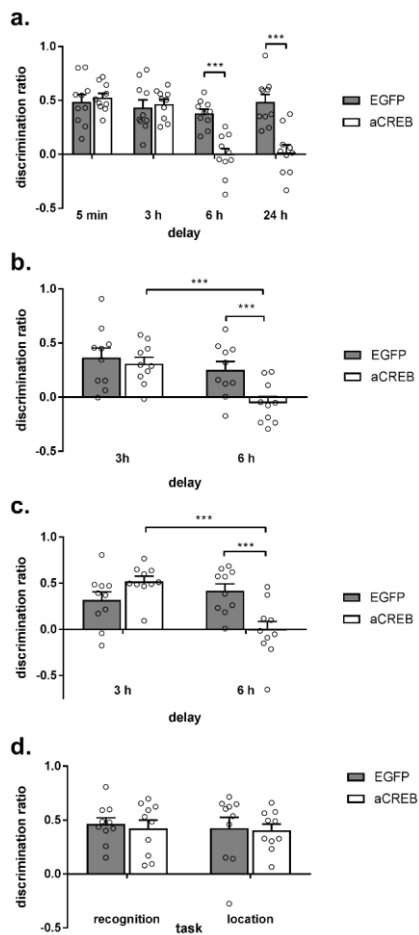 a.
***
***
1.0
0.5
0.0
-0.5
discrimination ratio
EGFP
aCREB
5 min
3 h
6 h
24 h
delay
b.
***
***
1.0
0.5
0.0
-0.5
discrimination ratio
EGFP
aCREB
3h
6 h
delay
c.
***
***
1.0
0.5
0.0
-0.5
discrimination ratio
EGFP
aCREB
3 h
6 h
delay
d.
1.0
0.5
0.0
-0.5
discrimination ratio
EGFP
aCREB
recognition
location
task